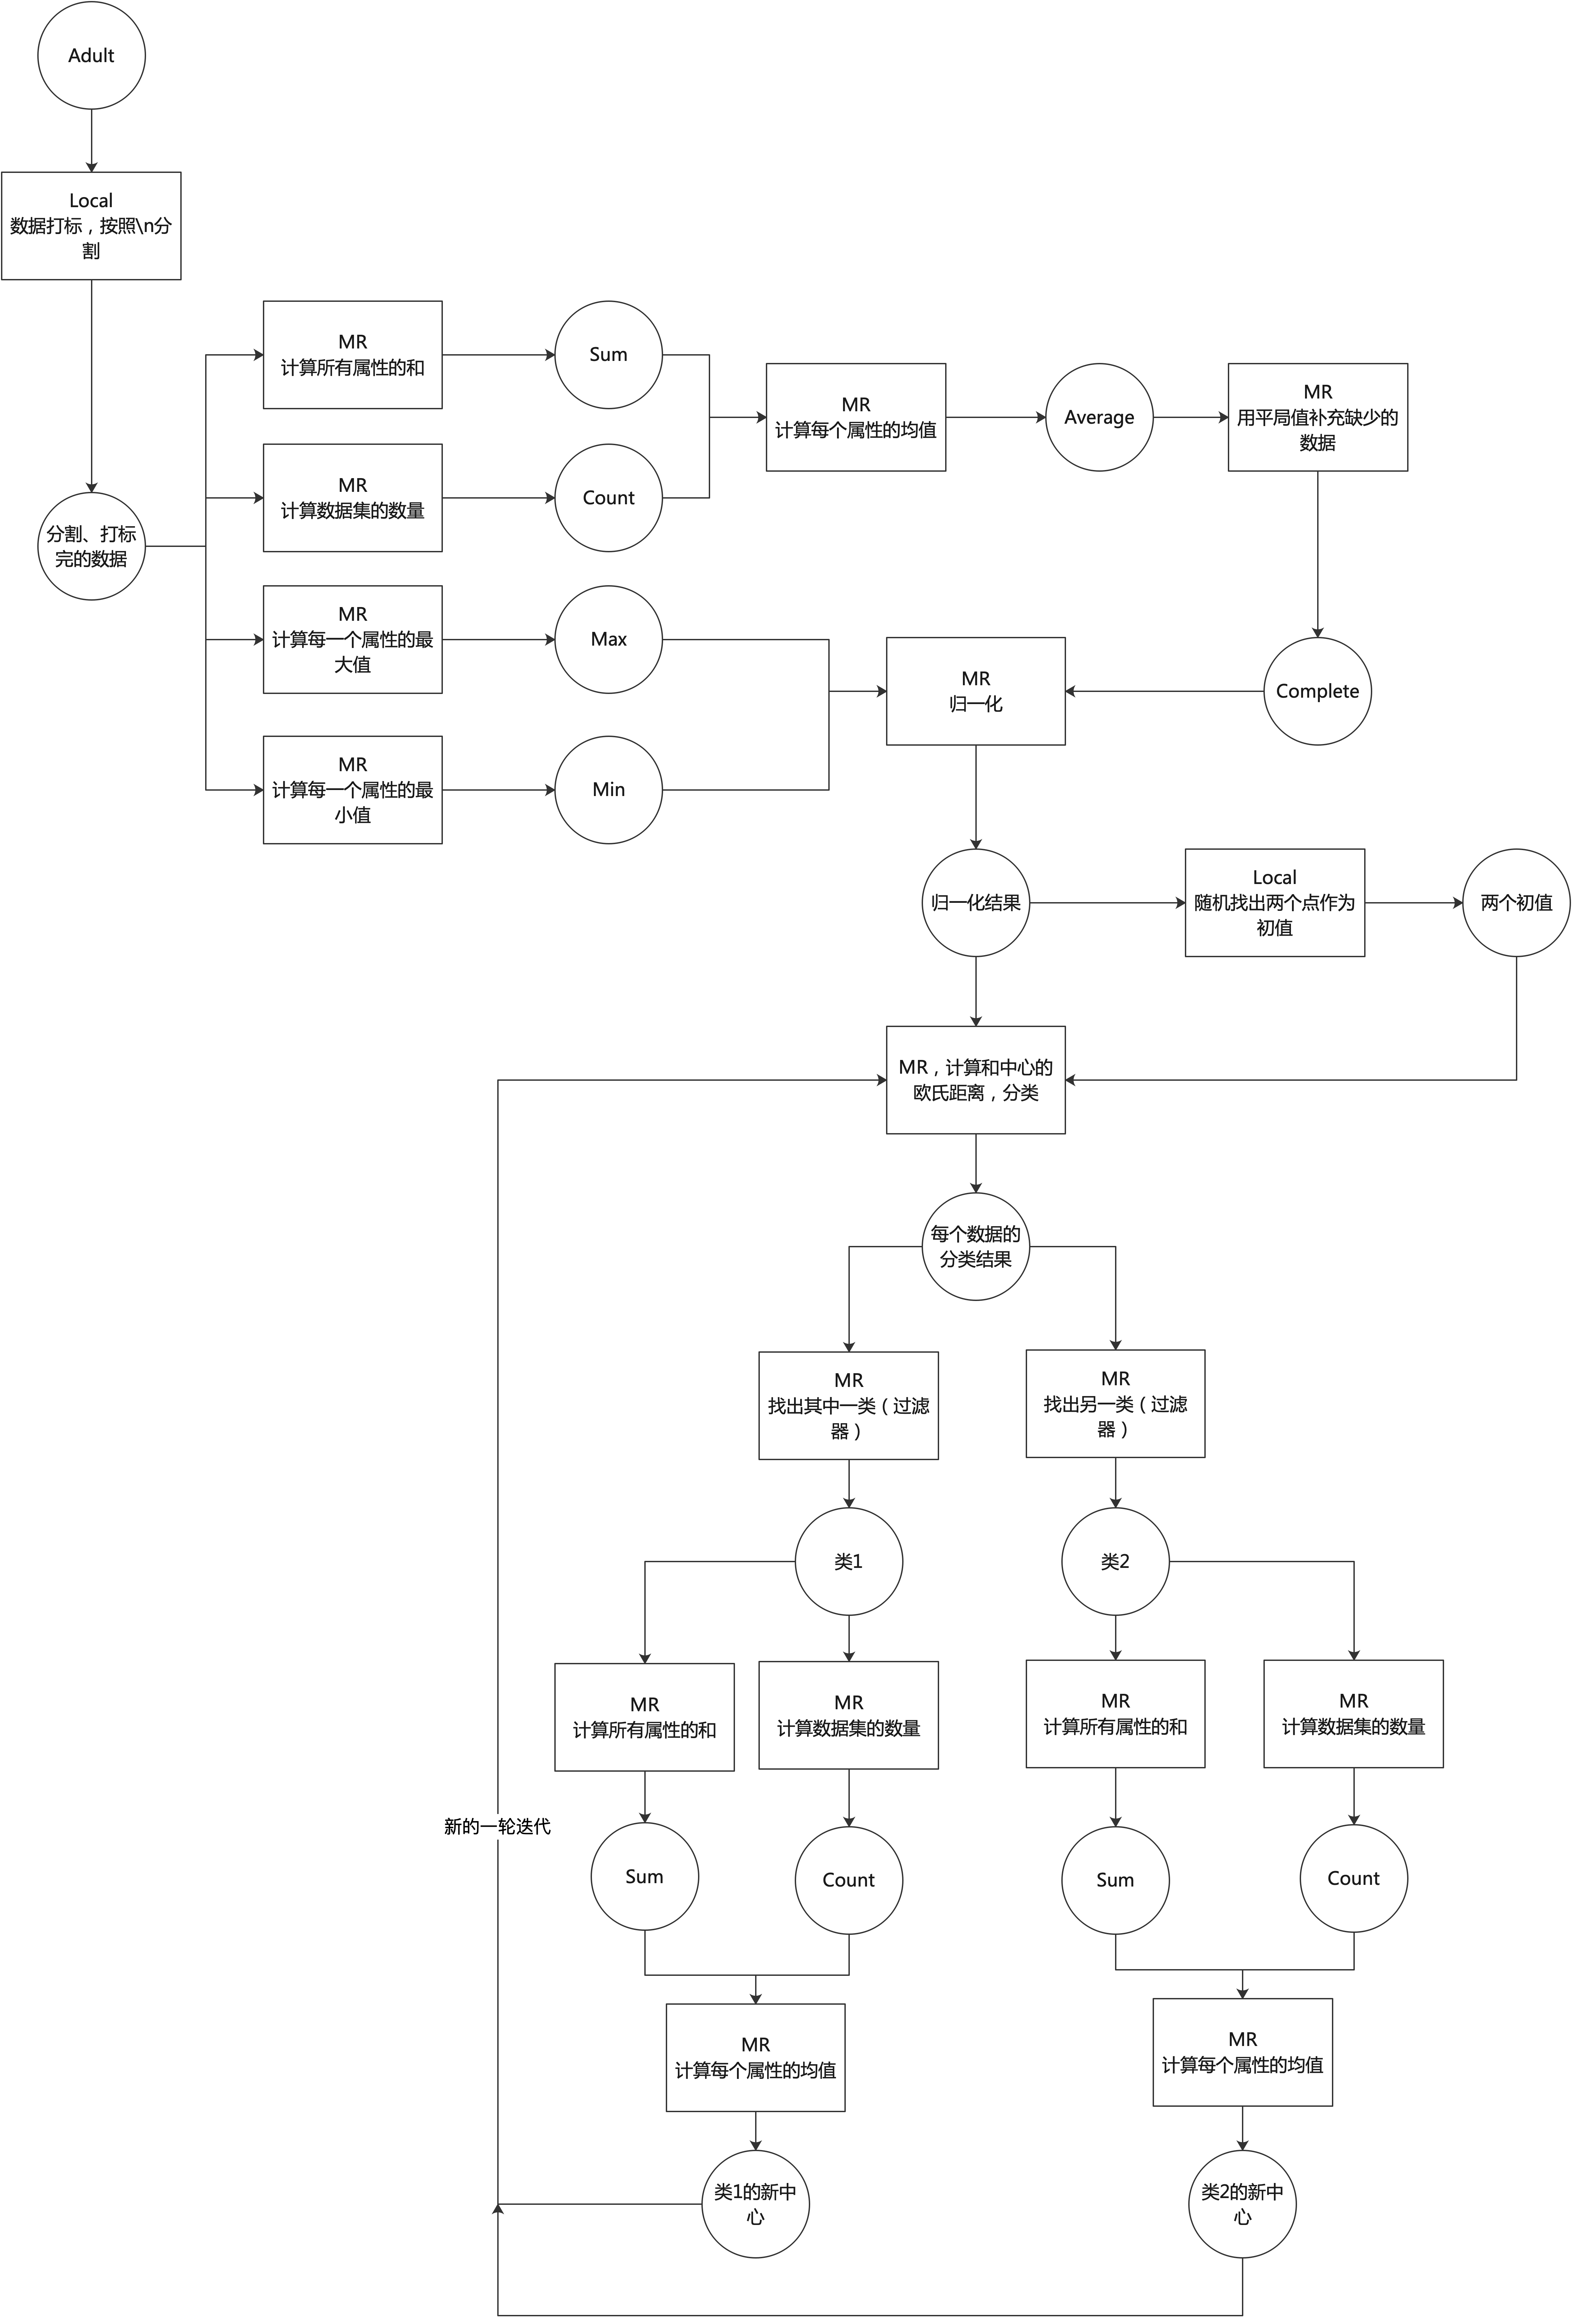 Adult
Local
数据打标，按照\n分
割
分割、打标
完的数据
MR
计算所有属性的和
Sum
MR
计算数据集的数量
Count
MR
计算每个属性的均值
Average
MR
用平局值补充缺少的
数据
MR
计算每一个属性的最
大值
Max
MR
计算每一个属性的最
小值
Min
MR
归一化
Complete
归一化结果
Local
随机找出两个点作为
初值
两个初值
MR，计算和中心的
欧氏距离，分类
每个数据的
分类结果
MR
找出其中一类（过滤
器）
MR
找出另一类（过滤
器）
类1
类2
MR
计算所有属性的和
MR
计算数据集的数量
MR
计算所有属性的和
MR
计算数据集的数量
新的一轮迭代
Sum
Count
Sum
Count
MR
计算每个属性的均值
MR
计算每个属性的均值
类1的新中
心
类2的新中
心